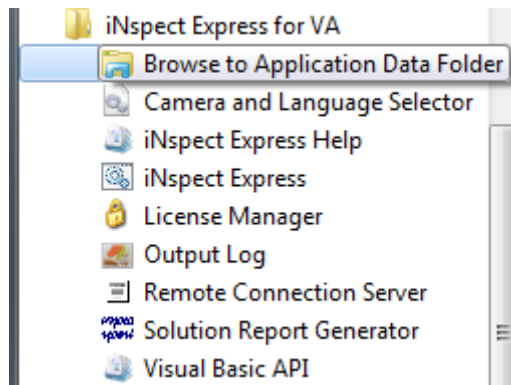 iNspect Express for VA
Browse to Application Data Folder
Camera and Language Selector
iNspect Express Help
iNspect Express
License Manager
Output Log
Remote Connection Server
Solution Report Generator
Visual Basic API